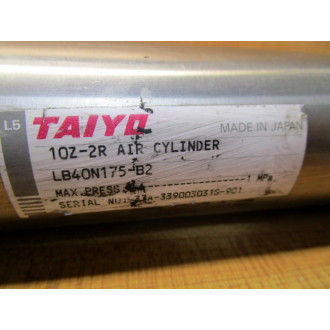 L5
TAIYO
MADE IN JAPAN
10Z-2R AIR CYLINDER
LB40N175-B2
MAX.PRESS. 1 MPa
SERIAL NO.